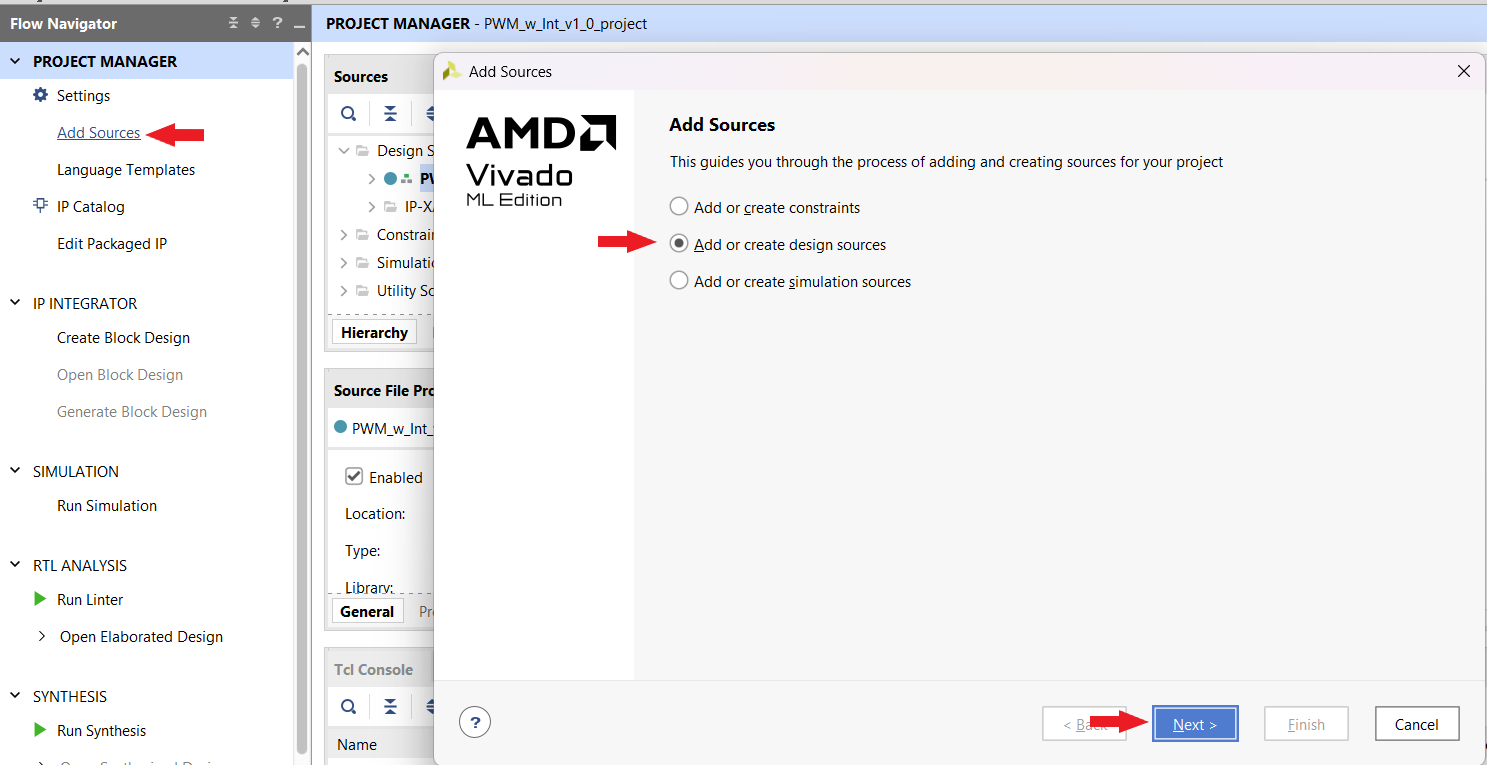 Flow Navigator
?
PROJECT MANAGER
Settings
Add Sources
Language Templates
IP Catalog
Edit Packaged IP
IP INTEGRATOR
Create Block Design
Open Block Design
Generate Block Design
SIMULATION
Run Simulation
RTL ANALYSIS
Run Linter
Open Elaborated Design
SYNTHESIS
Run Synthesis
PROJECT MANAGER - PWM_w_Int_v1_0_project
Sources
Design S
PW
IP-XA
Constrain
Simulatio
Utility So
Hierarchy
Source File Pro
PWM_w_Int_
Enabled
Location:
Type:
Library:
General
Pr
Tcl Console
Name
Add Sources
AMD
Vivado
ML Edition
Add Sources
This guides you through the process of adding and creating sources for your project
Add or create constraints
Add or create design sources
Add or create simulation sources
?
< Back
Next >
Finish
Cancel